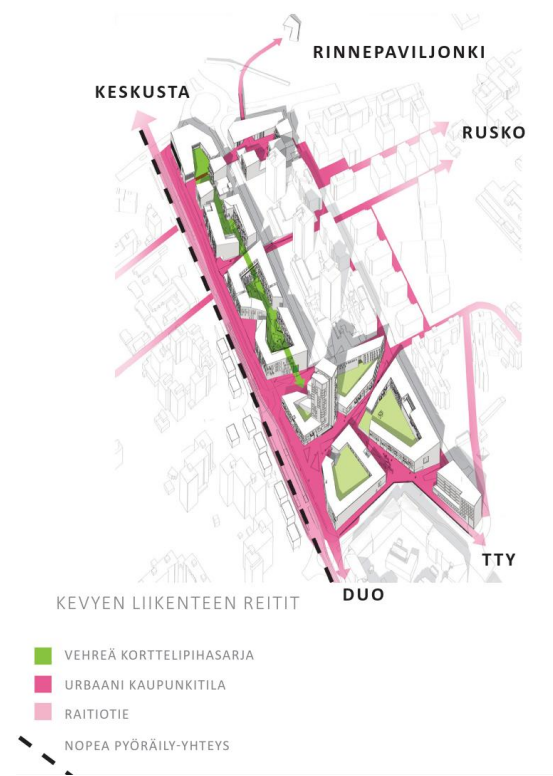 RINNEPAVILJONKI
KESKUSTA
RUSKO
TTY
DUO
KEVYEN LIIKENTEEN REITIT
VEHREÄ KORTTELIPIHASARJA
URBAANI KAUPUNKITILA
RAITIOTIE
NOPEA PYÖRÄILY-YHTEYS